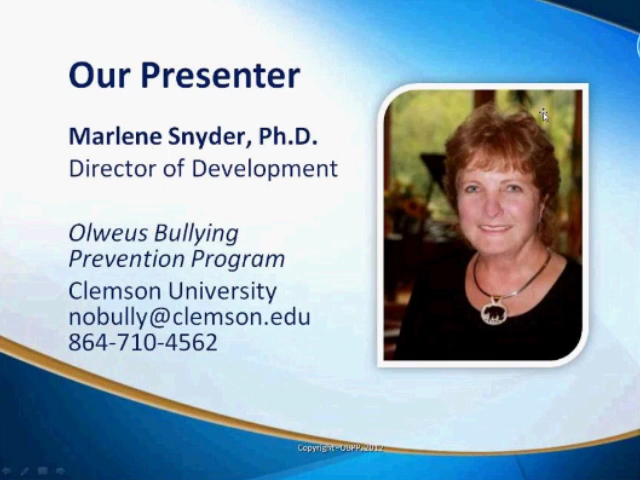 Our Presenter
Marlene Snyder, Ph.D.
Director of Development
Olweus Bullying
Prevention Program
Clemson University
nobully@clemson.edu
864-710-4562
Copyright - OBPP, 2012